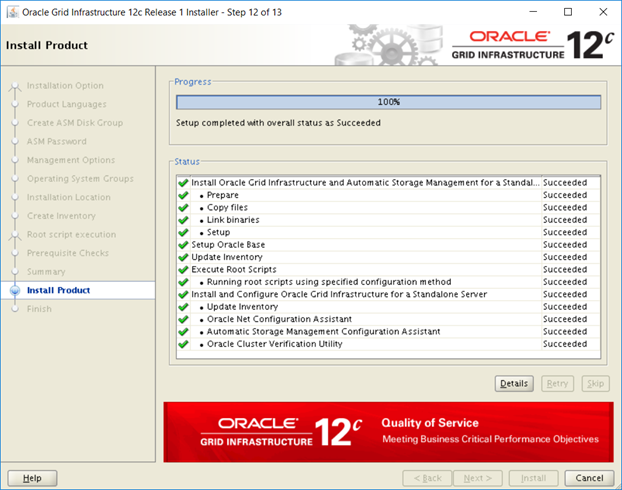 Oracle Grid Infrastructure 12c Release 1 Installer - Step 12 of 13
Install Product
ORACLE
GRID INFRASTRUCTURE 12c
Installation Option
Product Languages
Create ASM Disk Group
ASM Password
Management Options
Operating System Groups
Installation Location
Create Inventory
Root script execution
Prerequisite Checks
Summary
Install Product
Finish
Progress
100%
Setup completed with overall status as Succeeded
Status
Install Oracle Grid Infrastructure and Automatic Storage Management for a Standal... Succeeded
• Prepare Succeeded
• Copy files Succeeded
• Link binaries Succeeded
• Setup Succeeded
Setup Oracle Base Succeeded
Update Inventory Succeeded
Execute Root Scripts Succeeded
• Running root scripts using specified configuration method Succeeded
Install and Configure Oracle Grid Infrastructure for a Standalone Server Succeeded
• Update Inventory Succeeded
• Oracle Net Configuration Assistant Succeeded
• Automatic Storage Management Configuration Assistant Succeeded
• Oracle Cluster Verification Utility Succeeded
Details Retry Skip
ORACLE
GRID INFRASTRUCTURE 12c
Quality of Service
Meeting Business Critical Performance Objectives
Help < Back Next > Install Cancel